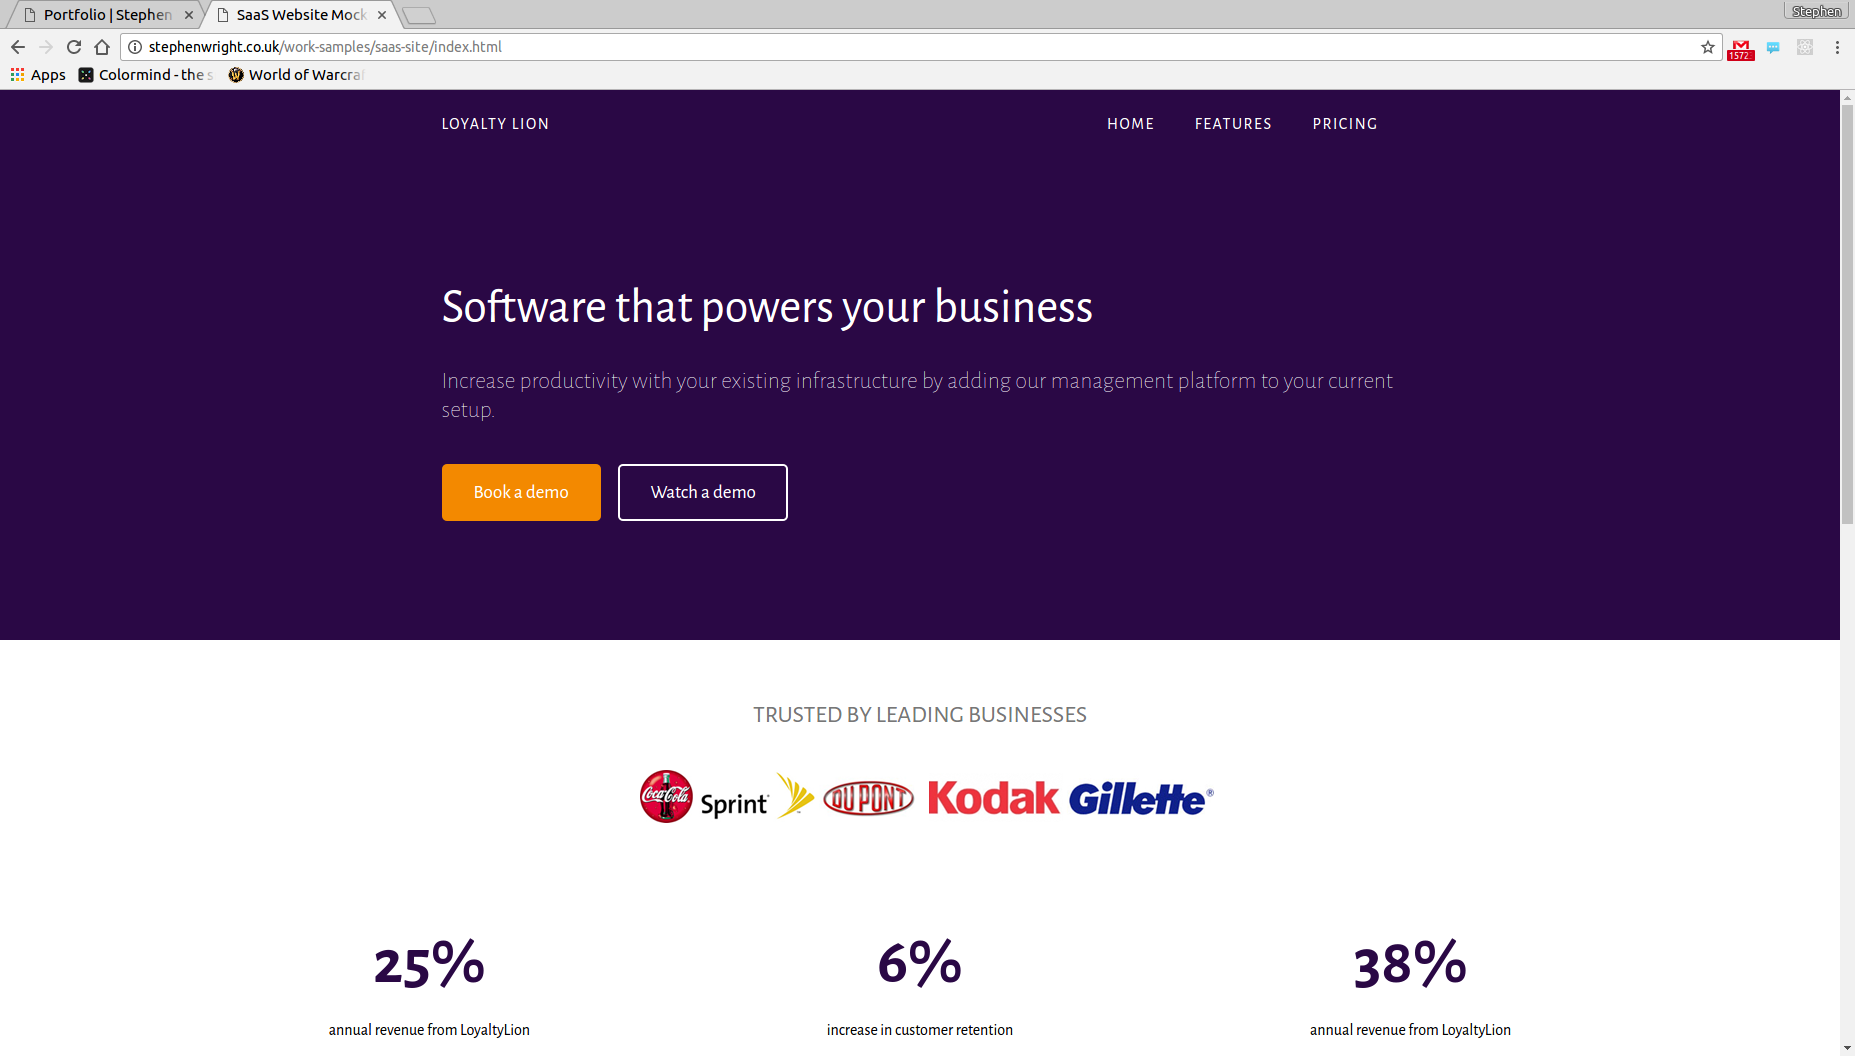 Portfolio | Stephen
SaaS Website Mock
Stephen
stephenwright.co.uk/work-samples/saas-site/index.html
1572
Apps
Colormind - the s
World of Warcraf
LOYALTY LION
HOME
FEATURES
PRICING
Software that powers your business
Increase productivity with your existing infrastructure by adding our management platform to your current
setup.
Book a demo
Watch a demo
TRUSTED BY LEADING BUSINESSES
Coca-Cola
Sprint
DU PONT
Kodak
Gillette®
25%
6%
38%
annual revenue from LoyaltyLion
increase in customer retention
annual revenue from LoyaltyLion